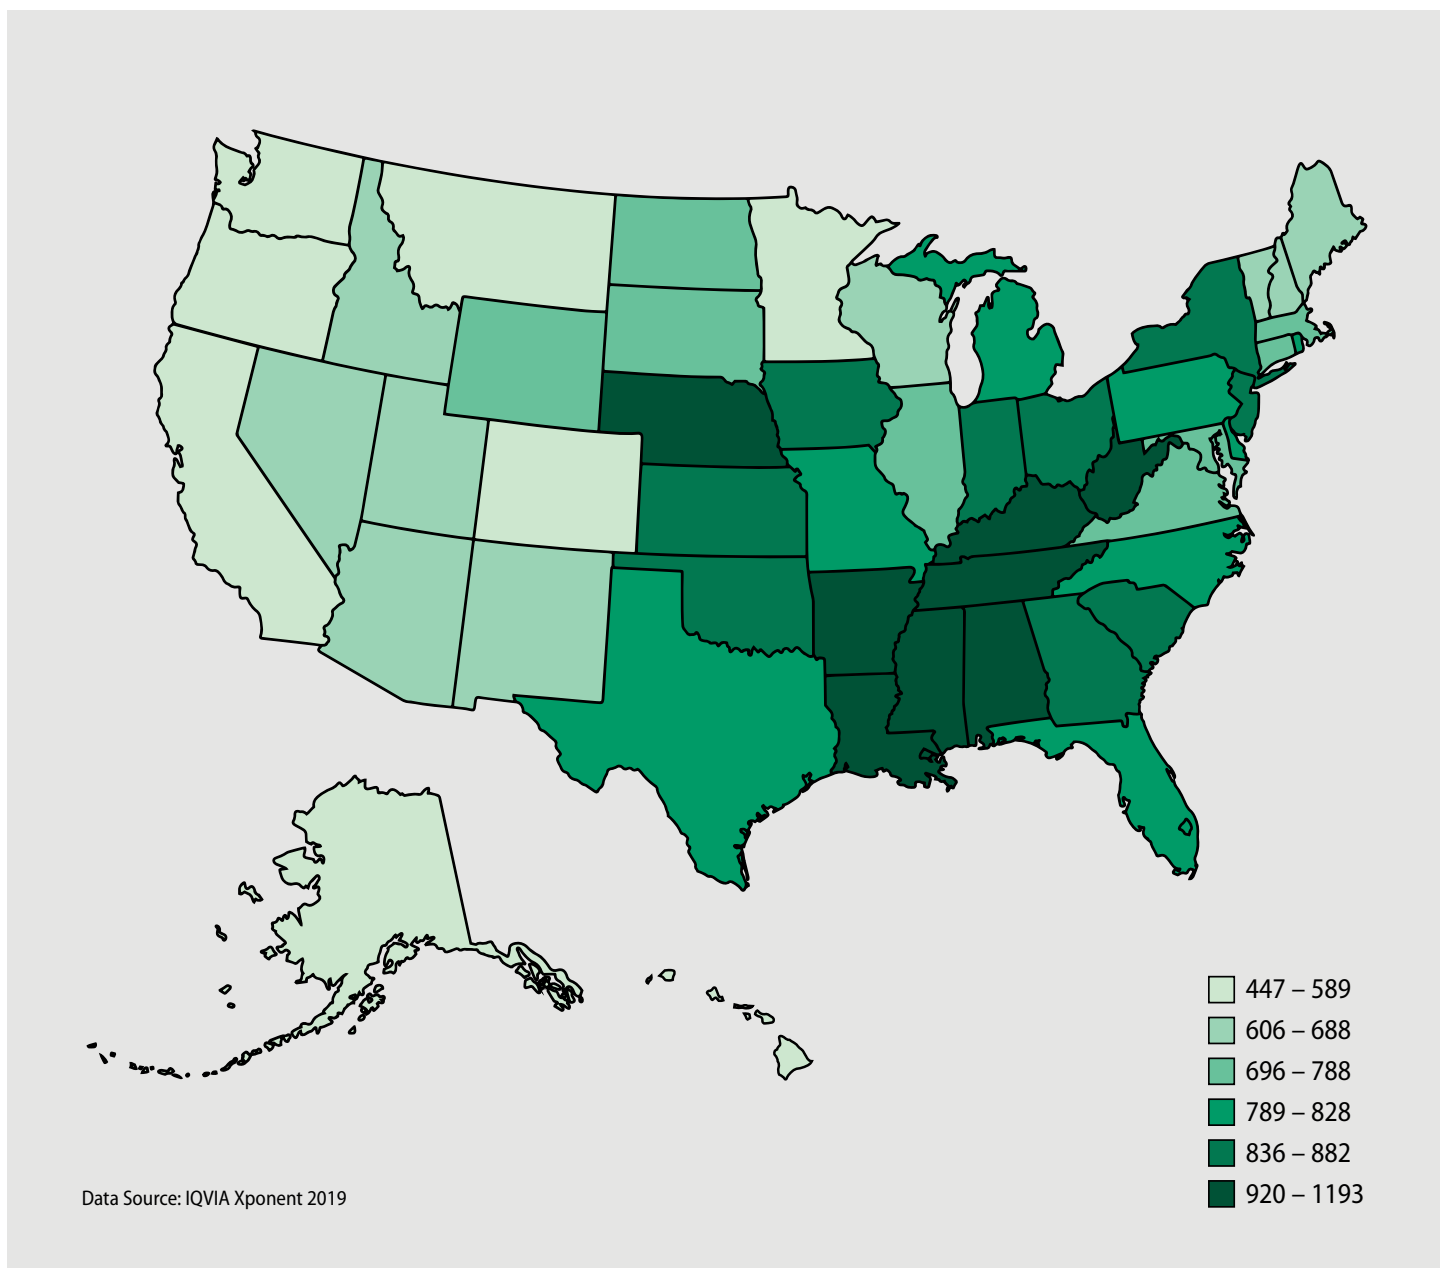 447 – 589
606 – 688
696 – 788
789 – 828
836 – 882
920 – 1193
Data Source: IQVIA Xponent 2019